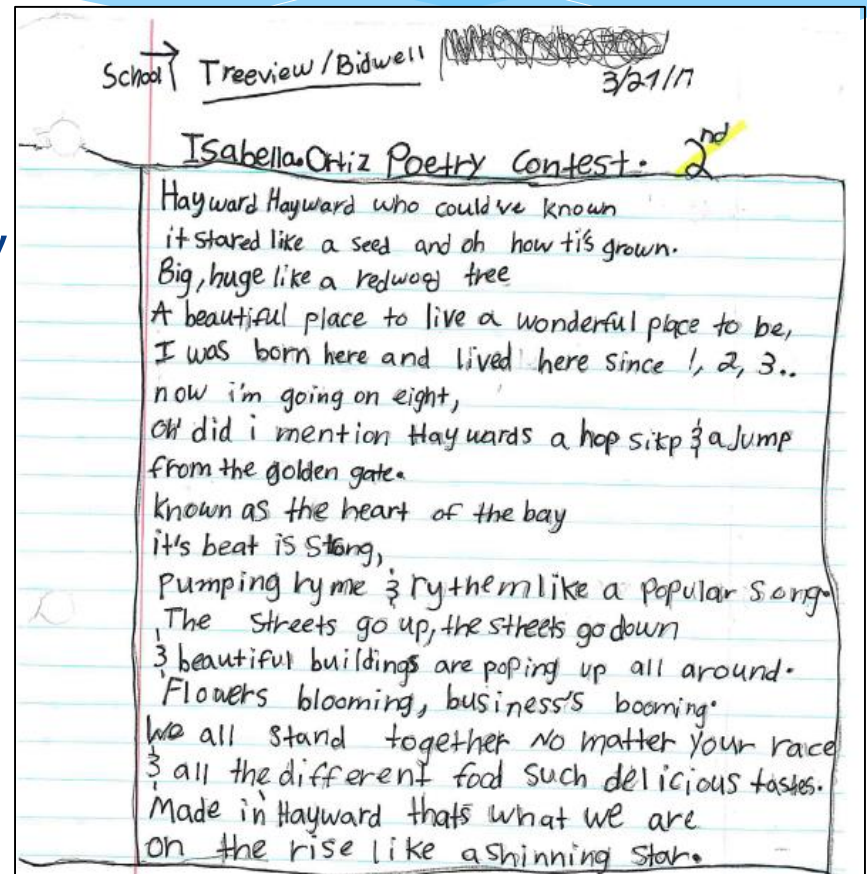 School → Treeview/Bidwell
3/21/17
Isabella Ortiz Poetry Contest. 2nd
Hayward Hayward who could've known
it stared like a seed and oh how ti's grown.
Big, huge like a redwood tree
A beautiful place to live a wonderful place to be,
I was born here and lived here since 1, 2, 3..
now i'm going on eight,
oh did i mention Haywards a hop sikp & a Jump
from the golden gate.
known as the heart of the bay
it's beat is stong,
pumping ryme & rythem like a popular song.
The streets go up, the streets go down
& beautiful buildings are poping up all around.
Flowers blooming, business's booming.
We all stand together No matter your race
& all the different food such delicious tastes.
Made in Hayward thats what we are
on the rise like a shinning star.